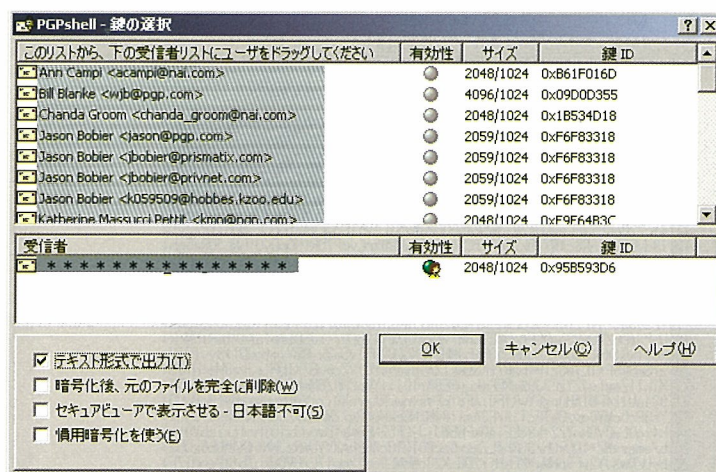 PGPshell - 鍵の選択
このリストから、下の受信者リストにユーザをドラッグしてください 有効性 サイズ 鍵 ID
Ann Campi <acampi@nai.com> 2048/1024 0xB61F016D
Bill Blanke <wjb@pgp.com> 4096/1024 0x09D0D355
Chanda Groom <chanda_groom@nai.com> 2048/1024 0x1B534D18
Jason Bobier <jason@pgp.com> 2059/1024 0xF6F83318
Jason Bobier <jbobier@prismatix.com> 2059/1024 0xF6F83318
Jason Bobier <jbobier@privnet.com> 2059/1024 0xF6F83318
Jason Bobier <k059509@hobbes.kzoo.edu> 2059/1024 0xF6F83318
Katherine Massucci Pettit <kmp@pgp.com> 2048/1024 0xE9F64B3C
受信者 有効性 サイズ 鍵 ID
* * * * * * * * * * * * * * * 2048/1024 0x95B593D6
テキスト形式で出力(T)
暗号化後、元のファイルを完全に削除(W)
セキュアビューアで表示させる - 日本語不可(S)
慣用暗号化を使う(E)
OK キャンセル(C) ヘルプ(H)